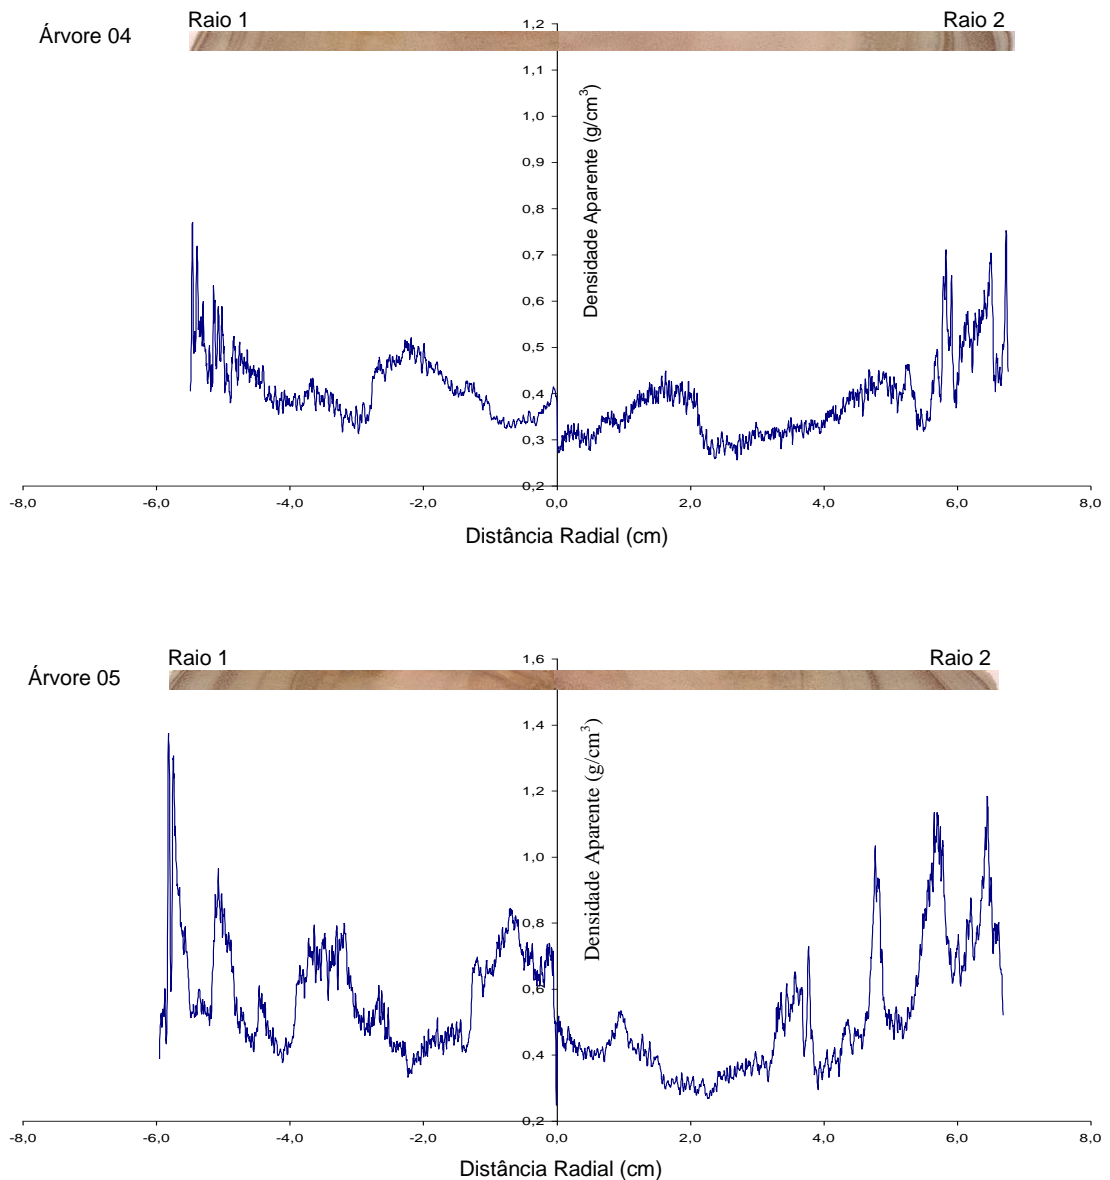 Raio 1
1,2
Raio 2
Árvore 04
1,1
1,0
0,9
0,8
0,7
0,6
0,5
0,4
0,3
0,2
Densidade Aparente (g/cm³)
-8,0 -6,0 -4,0 -2,0 0,0 2,0 4,0 6,0 8,0
Distância Radial (cm)
Raio 1
1,6
Raio 2
Árvore 05
1,4
1,2
1,0
0,8
0,6
0,4
0,2
Densidade Aparente (g/cm³)
-8,0 -6,0 -4,0 -2,0 0,0 2,0 4,0 6,0 8,0
Distância Radial (cm)